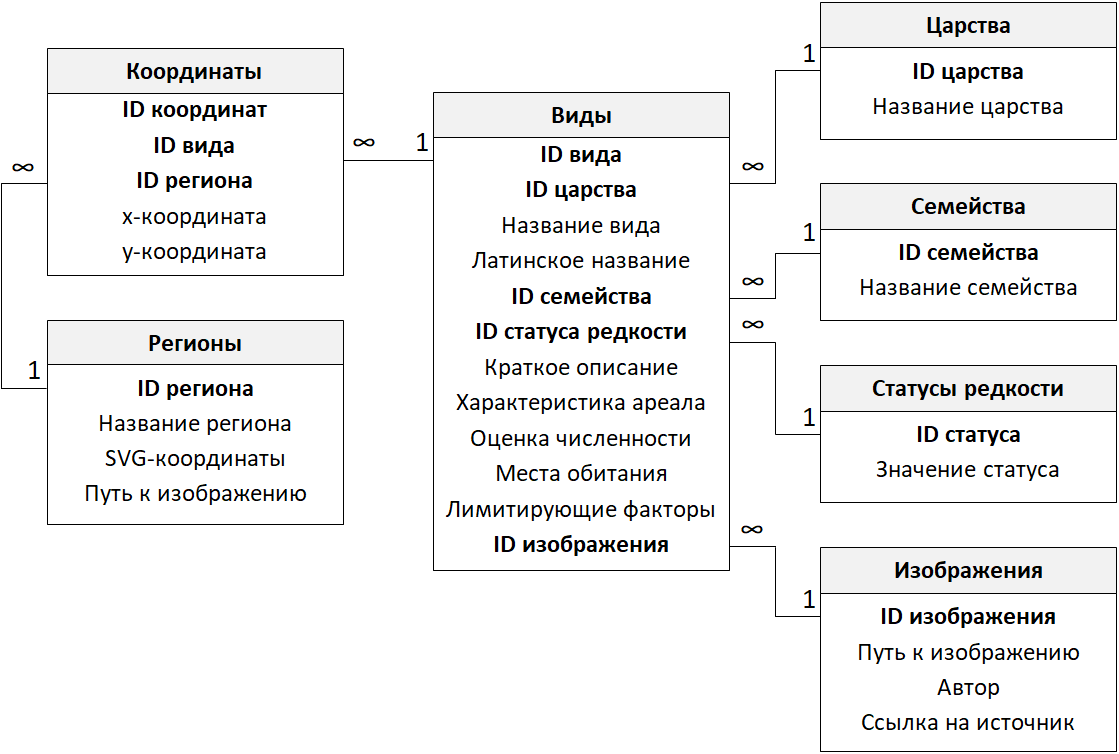 Координаты
ID координат
ID вида
ID региона
х-координата
у-координата
∞
1
∞
1
Регионы
ID региона
Название региона
SVG-координаты
Путь к изображению
Виды
ID вида
ID царства
Название вида
Латинское название
ID семейства
ID статуса редкости
Краткое описание
Характеристика ареала
Оценка численности
Места обитания
Лимитирующие факторы
ID изображения
∞
1
∞
1
∞
1
∞
1
Царства
ID царства
Название царства
Семейства
ID семейства
Название семейства
Статусы редкости
ID статуса
Значение статуса
Изображения
ID изображения
Путь к изображению
Автор
Ссылка на источник